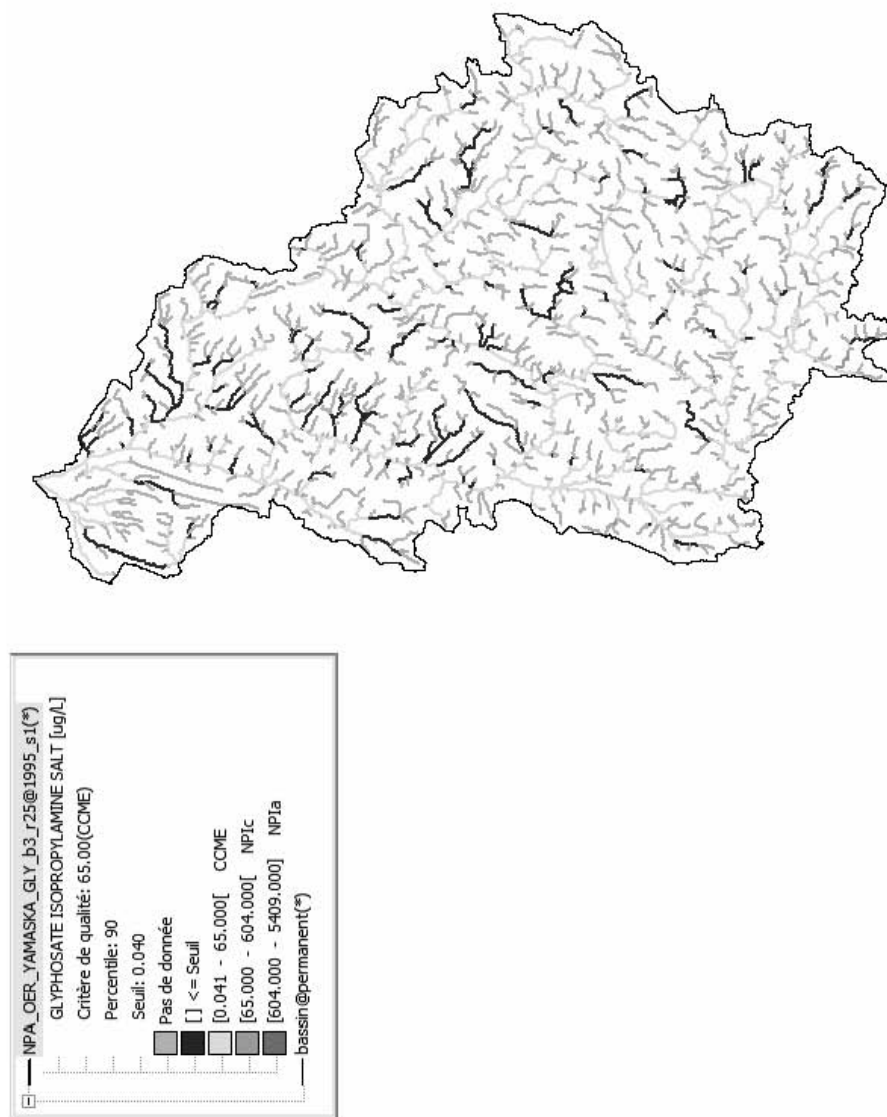 NPA_OER_YAMASKA_GLY_b3_r25@1995_s1(*)
GLYPHOSATE ISOPROPYLAMINE SALT [ug/L]
Critère de qualité: 65.00(CCME)
Percentile: 90
Seuil: 0.040
Pas de donnée
[] <= Seuil
[0.041 - 65.000[ CCME
[65.000 - 604.000[ NPIc
[604.000 - 5409.000] NPIa
bassin@permanent(*)